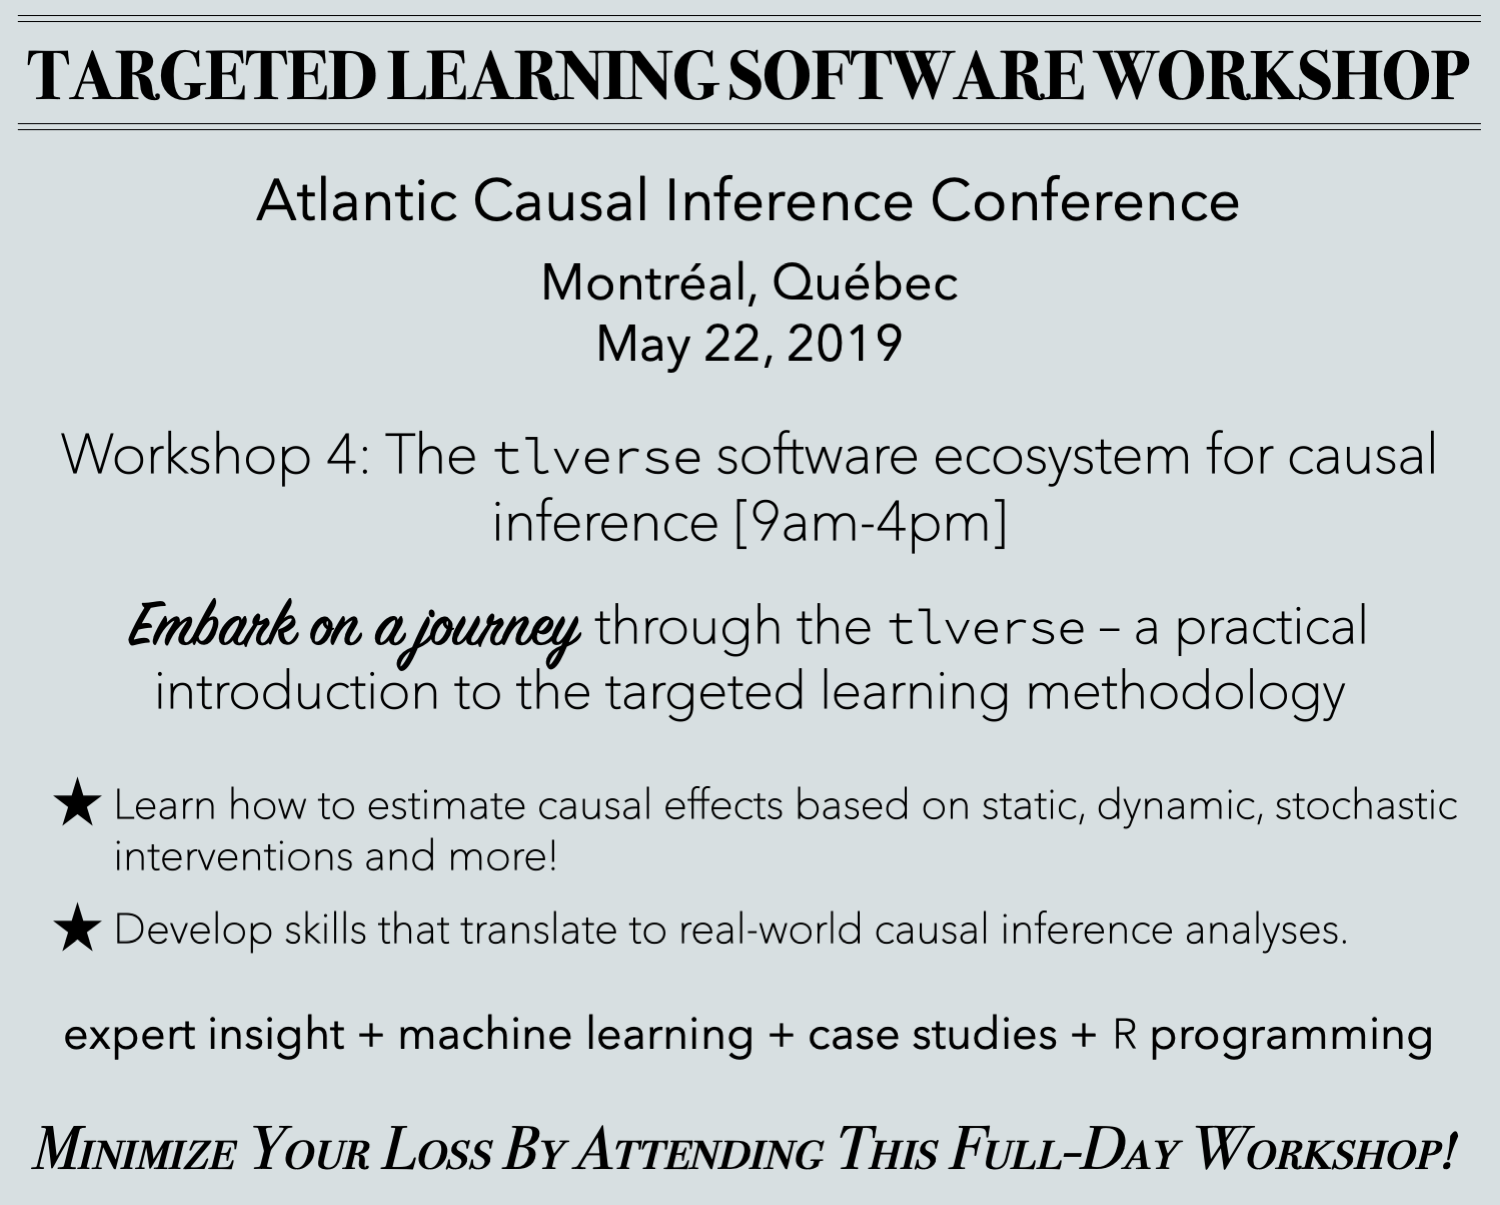 TARGETED LEARNING SOFTWARE WORKSHOP
Atlantic Causal Inference Conference
Montréal, Québec
May 22, 2019
Workshop 4: The tlverse software ecosystem for causal
inference [9am-4pm]
Embark on a journey through the tlverse – a practical
introduction to the targeted learning methodology
★ Learn how to estimate causal effects based on static, dynamic, stochastic
interventions and more!
★ Develop skills that translate to real-world causal inference analyses.
expert insight + machine learning + case studies + R programming
Minimize Your Loss By Attending This Full-Day Workshop!